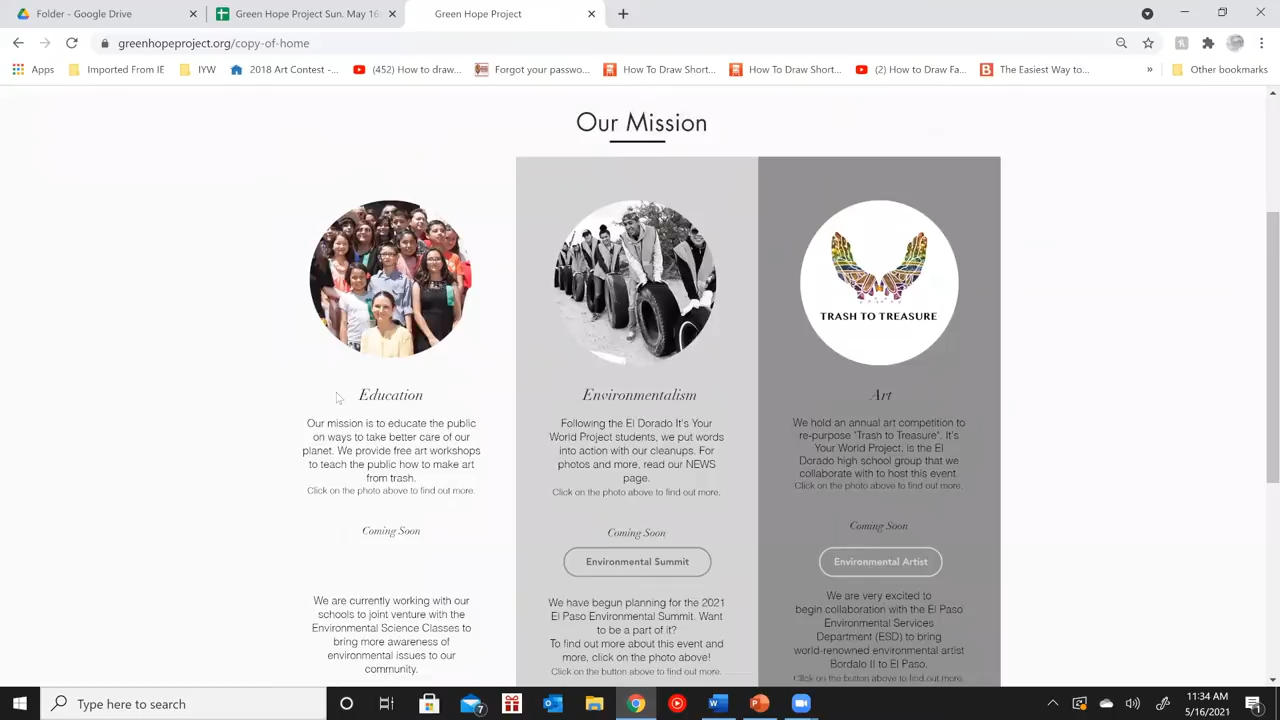 Folder - Google Drive
Green Hope Project Sun. May 16
Green Hope Project
greenhopeproject.org/copy-of-home
Apps
Imported From IE
IYW
2018 Art Contest -...
(452) How to draw...
Forgot your passwo...
How To Draw Short...
How To Draw Short...
(2) How to Draw Fa...
The Easiest Way to...
»
Other bookmarks
Our Mission
TRASH TO TREASURE
Education
Our mission is to educate the public
on ways to take better care of our
planet. We provide free art workshops
to teach the public how to make art
from trash.
Click on the photo above to find out more.
Coming Soon
We are currently working with our
schools to joint venture with the
Environmental Science Classes to
bring more awareness of
environmental issues to our
community.
Environmentalism
Following the El Dorado It's Your
World Project students, we put words
into action with our cleanups. For
photos and more, read our NEWS
page.
Click on the photo above to find out more.
Coming Soon
Environmental Summit
We have begun planning for the 2021
El Paso Environmental Summit. Want
to be a part of it?
To find out more about this event and
more, click on the photo above!
Click on the button above to find out more.
Art
We hold an annual art competition to
re-purpose "Trash to Treasure". It's
Your World Project, is the El
Dorado high school group that we
collaborate with to host this event.
Click on the photo above to find out more.
Coming Soon
Environmental Artist
We are very excited to
begin collaboration with the El Paso
Environmental Services
Department (ESD) to bring
world-renowned environmental artist
Bordalo II to El Paso.
Click on the button above to find out more.
Type here to search
7
11:34 AM
5/16/2021
1